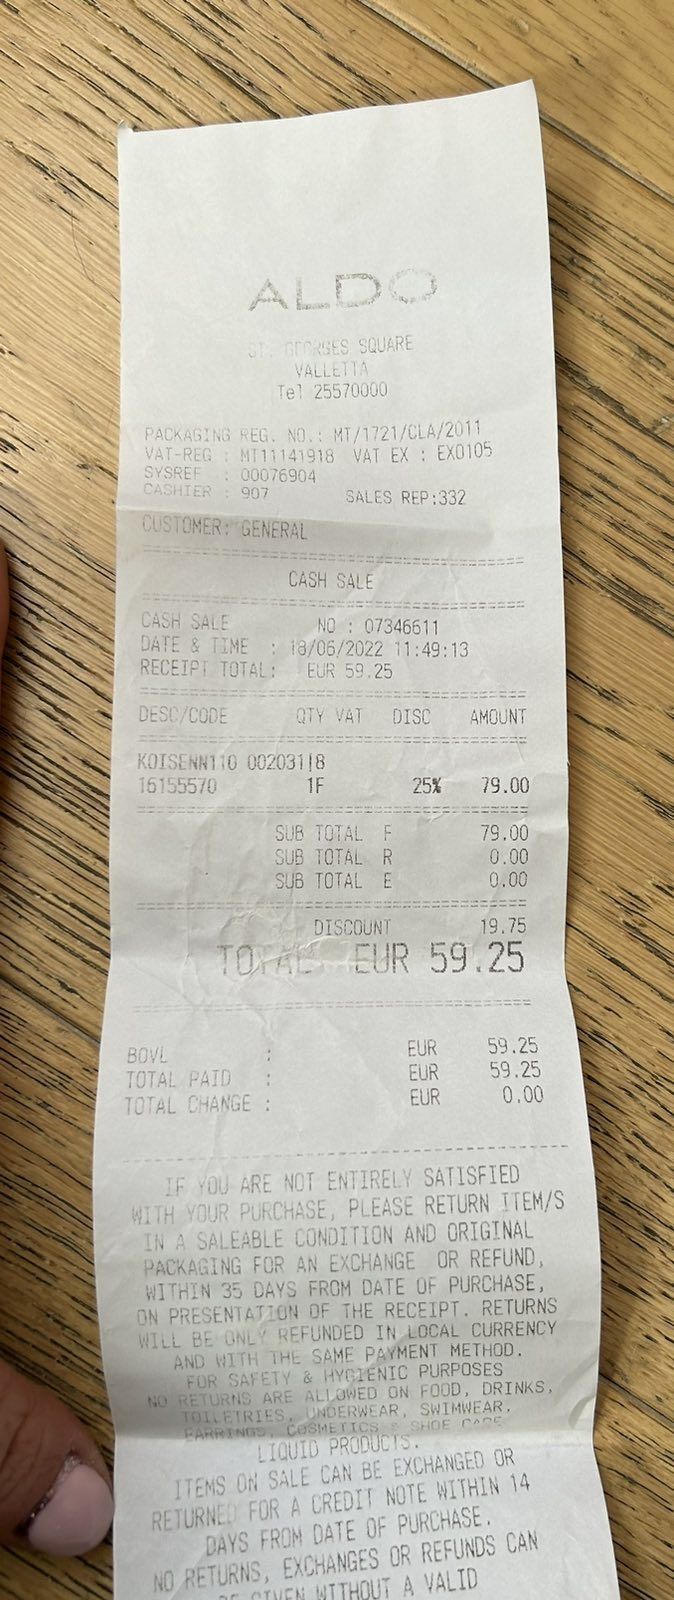 ALDO
ST. GEORGES SQUARE
VALLETTA
Tel 25570000
PACKAGING REG. NO.: MT/1721/CLA/2011
VAT-REG : MT11141918 VAT EX : EXO105
SYSREF : 00076904
CASHIER : 907 SALES REP:332
CUSTOMER: GENERAL
CASH SALE
CASH SALE NO : 07346611
DATE & TIME : 18/06/2022 11:49:13
RECEIPT TOTAL: EUR 59.25
DESC/CODE QTY VAT DISC AMOUNT
KOISENN110 002031|8
16155570 1F 25% 79.00
SUB TOTAL F 79.00
SUB TOTAL R 0.00
SUB TOTAL E 0.00
DISCOUNT 19.75
TOTAL EUR 59.25
BOVL : EUR 59.25
TOTAL PAID : EUR 59.25
TOTAL CHANGE : EUR 0.00
IF YOU ARE NOT ENTIRELY SATISFIED
WITH YOUR PURCHASE, PLEASE RETURN ITEM/S
IN A SALEABLE CONDITION AND ORIGINAL
PACKAGING FOR AN EXCHANGE OR REFUND,
WITHIN 35 DAYS FROM DATE OF PURCHASE,
ON PRESENTATION OF THE RECEIPT. RETURNS
WILL BE ONLY REFUNDED IN LOCAL CURRENCY
AND WITH THE SAME PAYMENT METHOD.
FOR SAFETY & HYGIENIC PURPOSES
NO RETURNS ARE ALLOWED ON FOOD, DRINKS,
TOILETRIES, UNDERWEAR, SWIMWEAR,
EARRINGS, COSMETICS & SHOE CARE
LIQUID PRODUCTS.
ITEMS ON SALE CAN BE EXCHANGED OR
RETURNED FOR A CREDIT NOTE WITHIN 14
DAYS FROM DATE OF PURCHASE.
NO RETURNS, EXCHANGES OR REFUNDS CAN
BE GIVEN WITHOUT A VALID